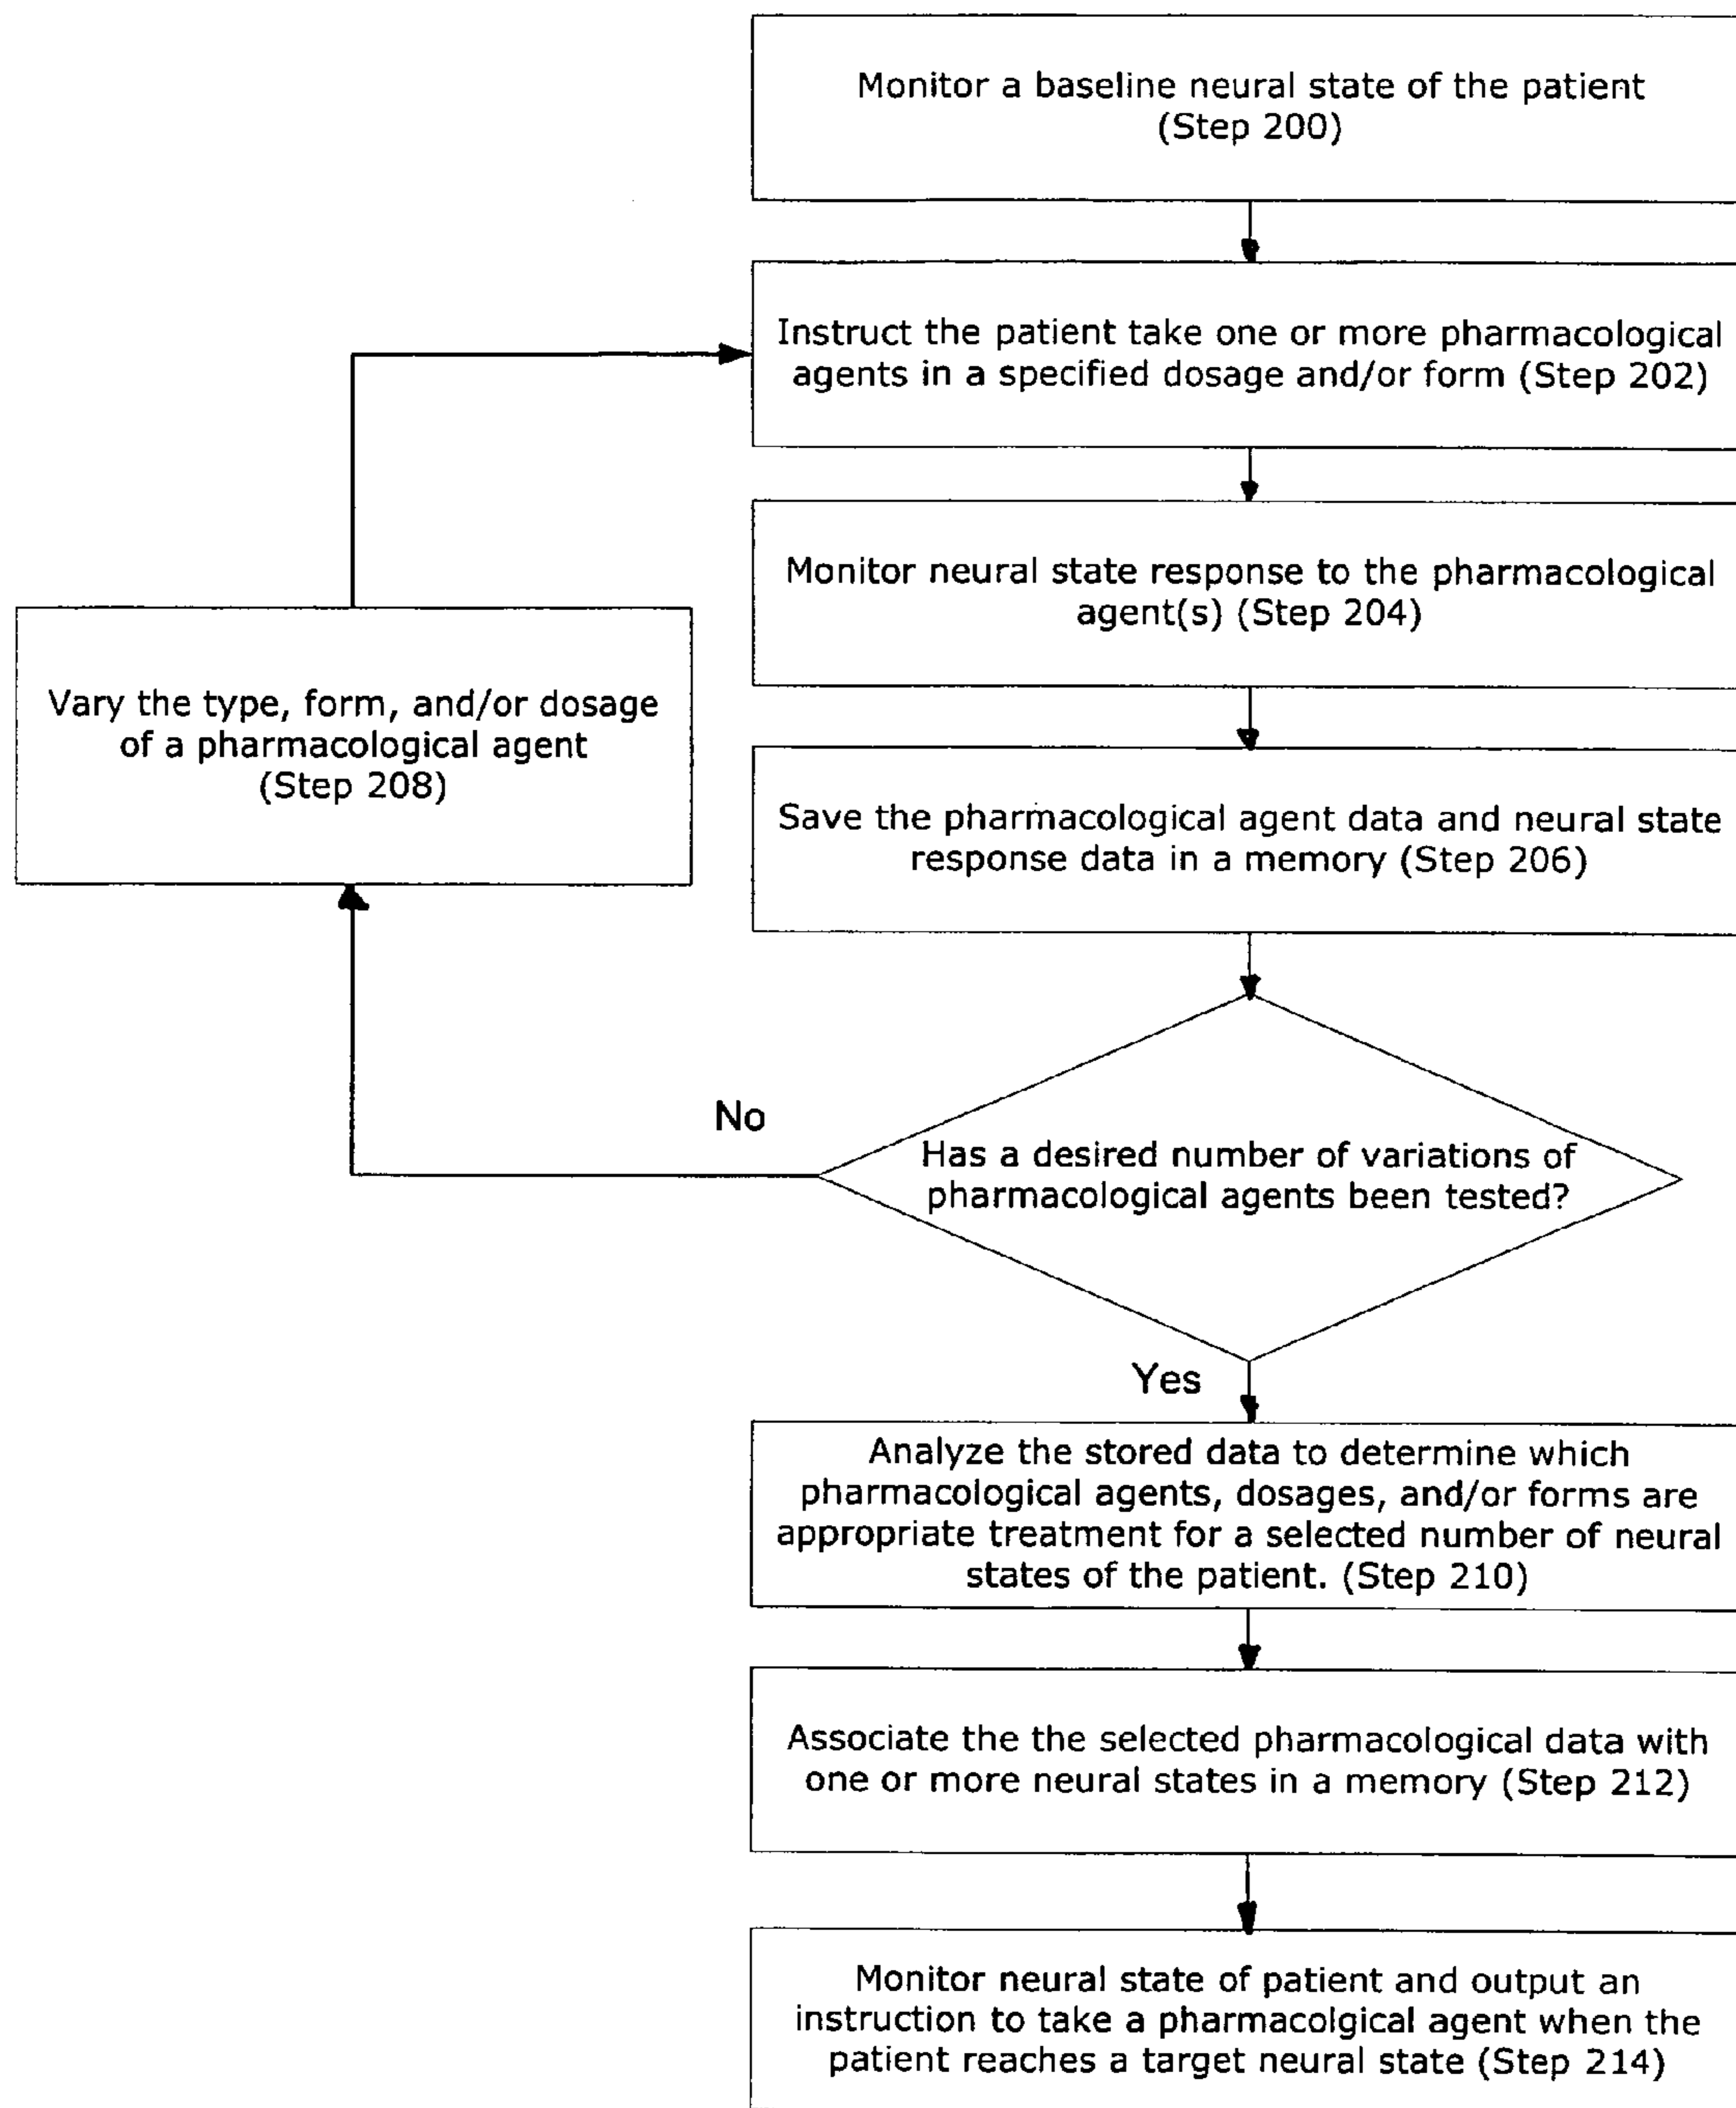 Monitor a baseline neural state of the patient
(Step 200)
Instruct the patient take one or more pharmacological
agents in a specified dosage and/or form (Step 202)
Monitor neural state response to the pharmacological
agent(s) (Step 204)
Vary the type, form, and/or dosage
of a pharmacological agent
(Step 208)
Save the pharmacological agent data and neural state
response data in a memory (Step 206)
No
Has a desired number of variations of
pharmacological agents been tested?
Yes
Analyze the stored data to determine which
pharmacological agents, dosages, and/or forms are
appropriate treatment for a selected number of neural
states of the patient. (Step 210)
Associate the the selected pharmacological data with
one or more neural states in a memory (Step 212)
Monitor neural state of patient and output an
instruction to take a pharmacolgical agent when the
patient reaches a target neural state (Step 214)